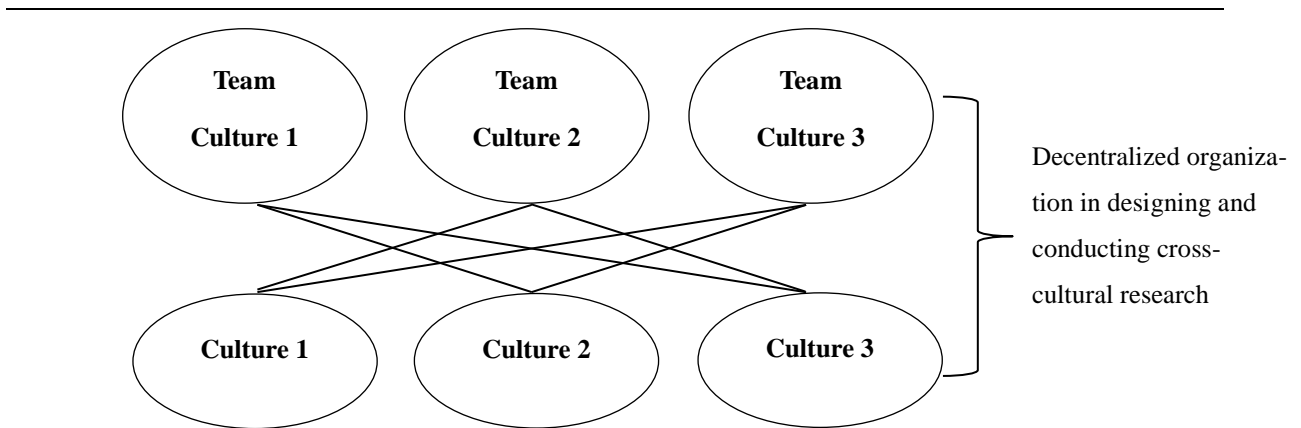 Team
Culture 1
Team
Culture 2
Team
Culture 3
Decentralized organiza-
tion in designing and
conducting cross-
cultural research
Culture 1
Culture 2
Culture 3